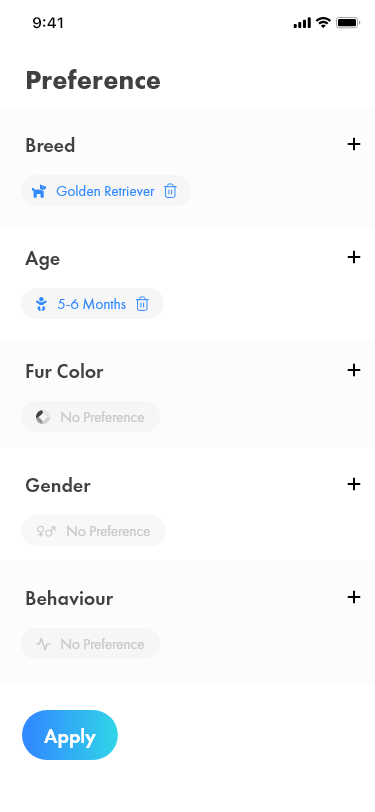 9:41
Preference
Breed
Golden Retriever
Age
5-6 Months
Fur Color
No Preference
Gender
No Preference
Behaviour
No Preference
Apply